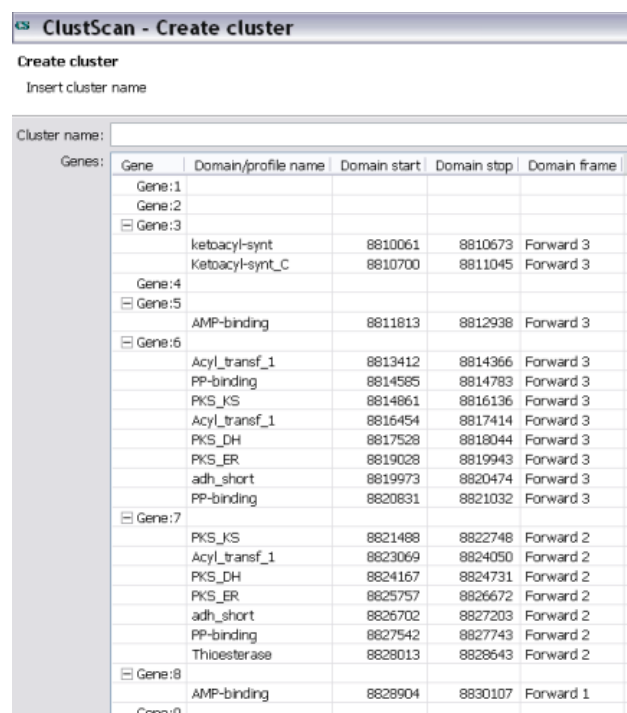 CS ClustScan - Create cluster
Create cluster
Insert cluster name
Cluster name:
Genes: Gene Domain/profile name Domain start Domain stop Domain frame
Gene:1
Gene:2
Gene:3
ketoacyl-synt 8810061 8810673 Forward 3
Ketoacyl-synt_C 8810700 8811045 Forward 3
Gene:4
Gene:5
AMP-binding 8811813 8812938 Forward 3
Gene:6
Acyl_transf_1 8813412 8814366 Forward 3
PP-binding 8814585 8814783 Forward 3
PKS_KS 8814861 8816136 Forward 3
Acyl_transf_1 8816454 8817414 Forward 3
PKS_DH 8817528 8818044 Forward 3
PKS_ER 8819028 8819943 Forward 3
adh_short 8819973 8820474 Forward 3
PP-binding 8820831 8821032 Forward 3
Gene:7
PKS_KS 8821488 8822748 Forward 2
Acyl_transf_1 8823069 8824050 Forward 2
PKS_DH 8824167 8824731 Forward 2
PKS_ER 8825757 8826672 Forward 2
adh_short 8826702 8827203 Forward 2
PP-binding 8827542 8827743 Forward 2
Thioesterase 8828013 8828643 Forward 2
Gene:8
AMP-binding 8828904 8830107 Forward 1